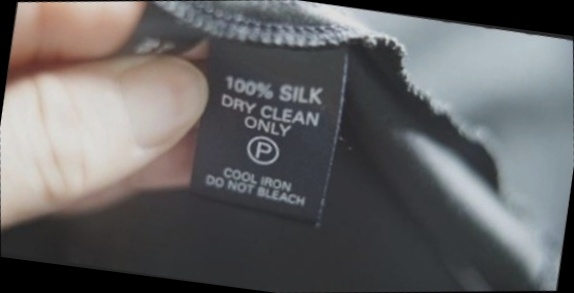 100% SILK
DRY CLEAN
ONLY
P
COOL IRON
DO NOT BLEACH